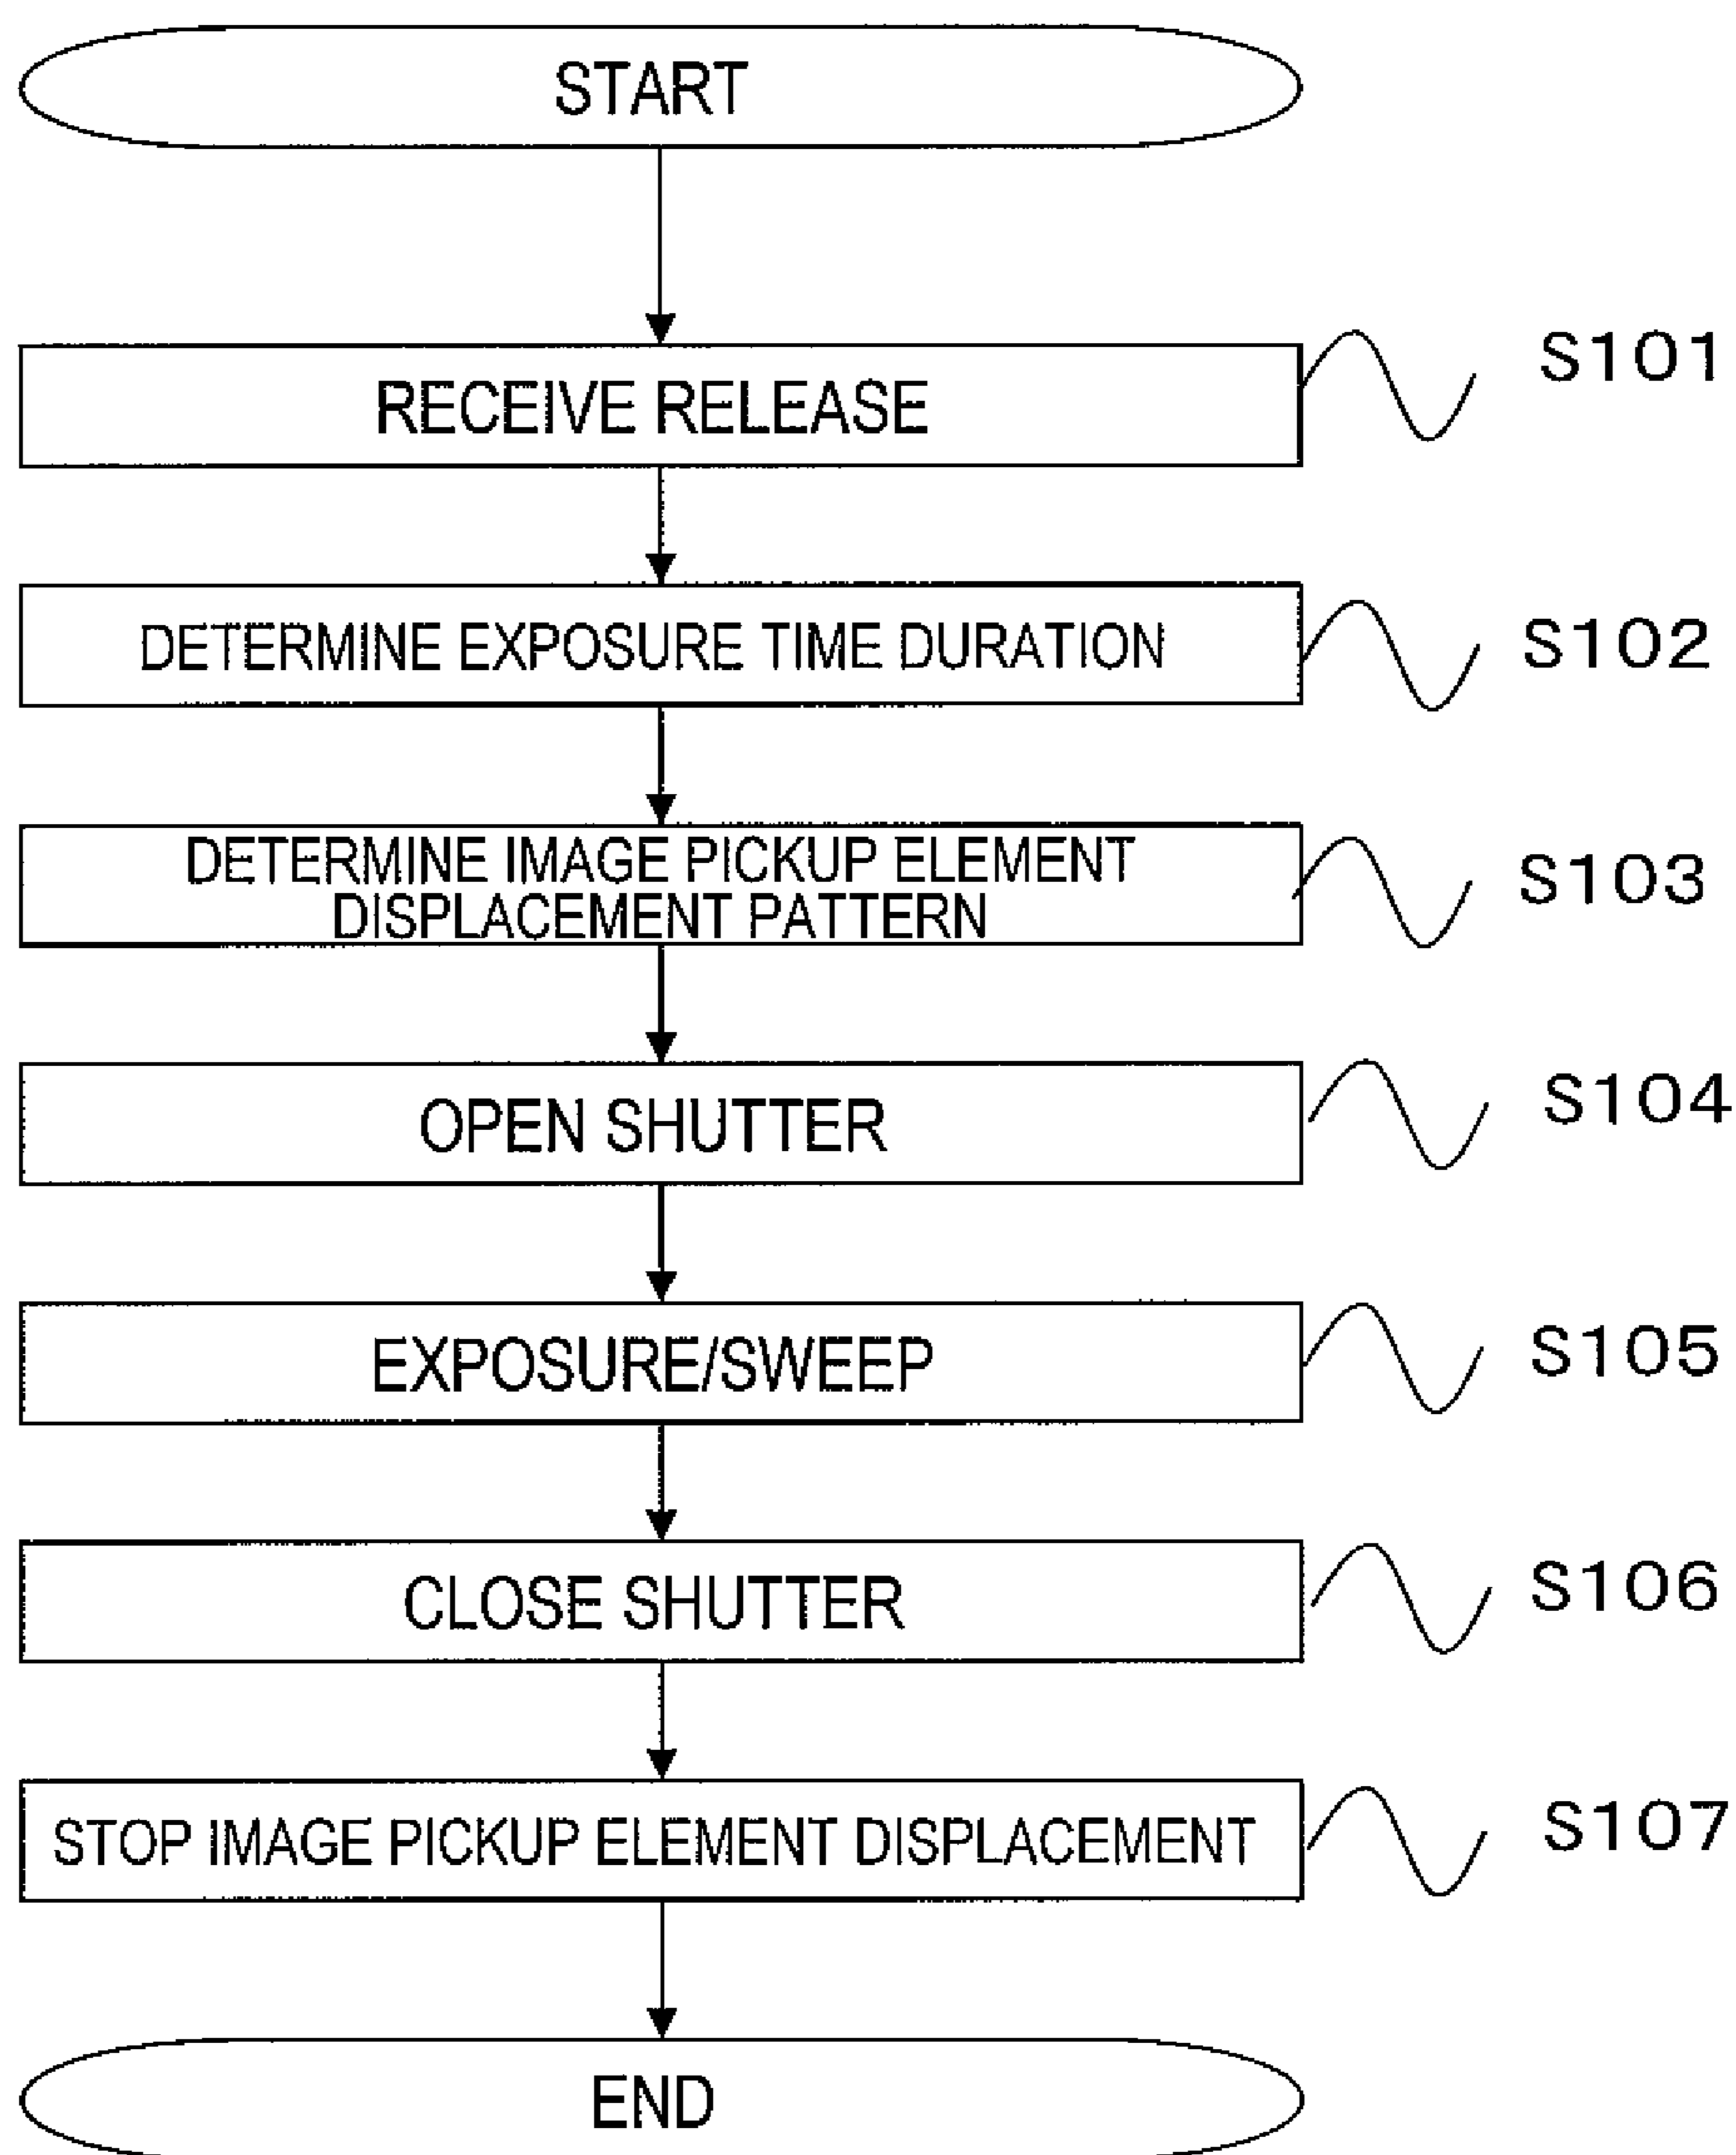 START
RECEIVE RELEASE
S101
DETERMINE EXPOSURE TIME DURATION
S102
DETERMINE IMAGE PICKUP ELEMENT
DISPLACEMENT PATTERN
S103
OPEN SHUTTER
S104
EXPOSURE/SWEEP
S105
CLOSE SHUTTER
S106
STOP IMAGE PICKUP ELEMENT DISPLACEMENT
S107
END